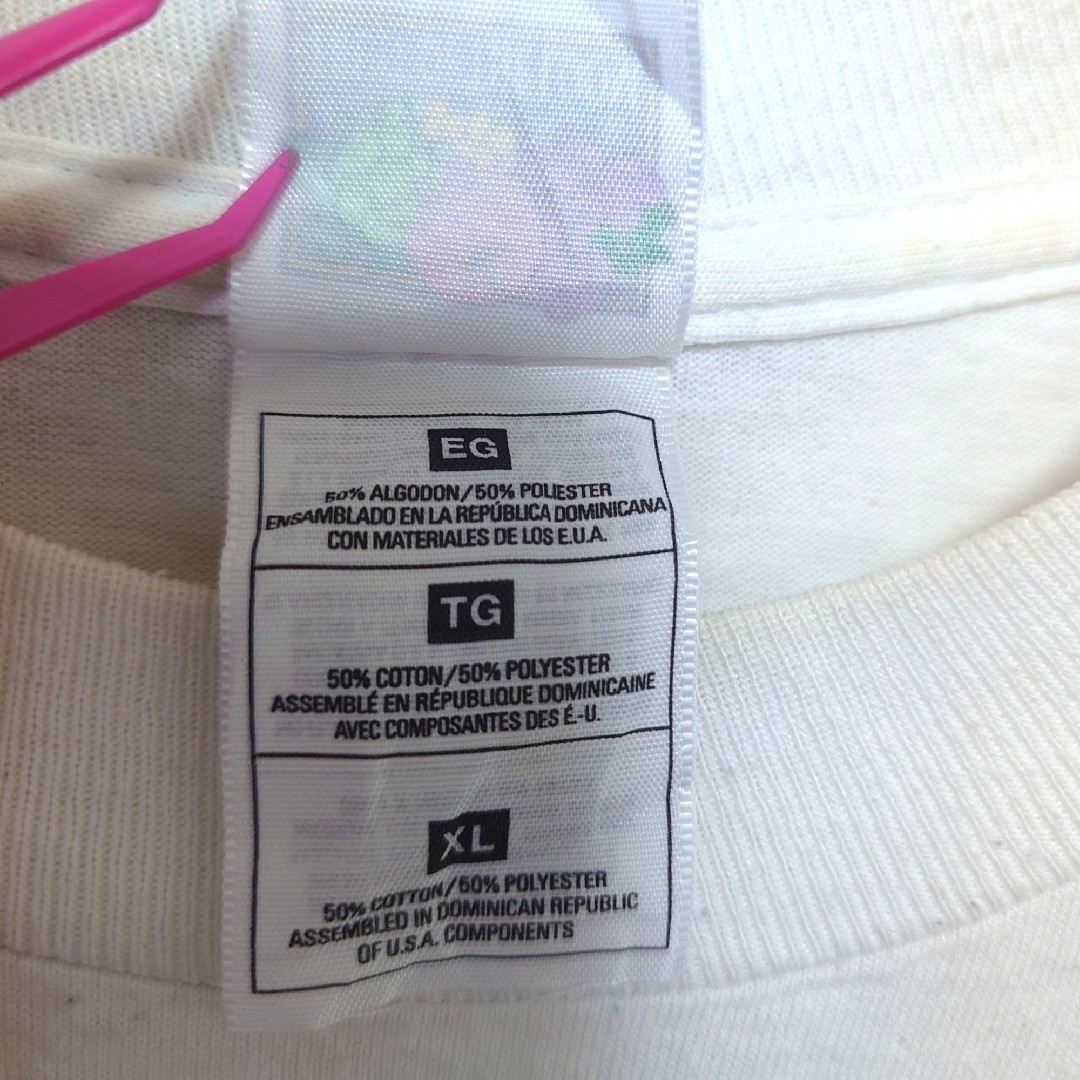 EG
50% ALGODON/50% POLIESTER
ENSAMBLADO EN LA REPÚBLICA DOMINICANA
CON MATERIALES DE LOS E.U.A.
TG
50% COTON/50% POLYESTER
ASSEMBLÉ EN RÉPUBLIQUE DOMINICAINE
AVEC COMPOSANTES DES É.-U.
XL
50% COTTON/50% POLYESTER
ASSEMBLED IN DOMINICAN REPUBLIC
OF U.S.A. COMPONENTS